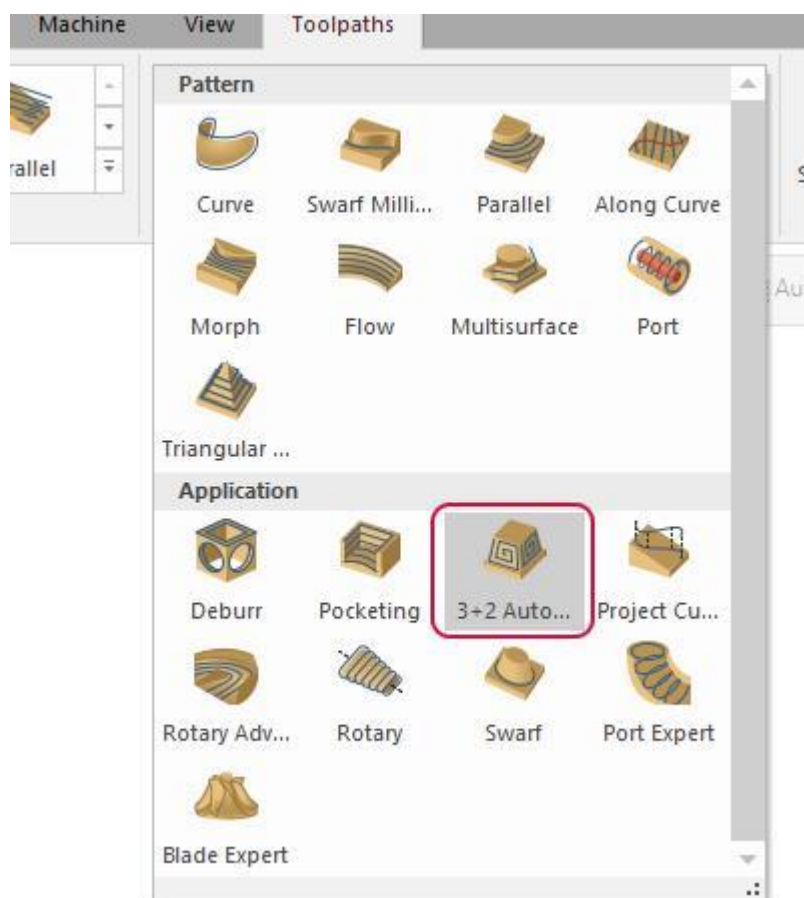 Machine View Toolpaths
Pattern
rallel
Curve Swarf Milli... Parallel Along Curve
Au
Morph Flow Multisurface Port
Triangular ...
Application
Deburr Pocketing 3+2 Auto... Project Cu...
Rotary Adv... Rotary Swarf Port Expert
Blade Expert